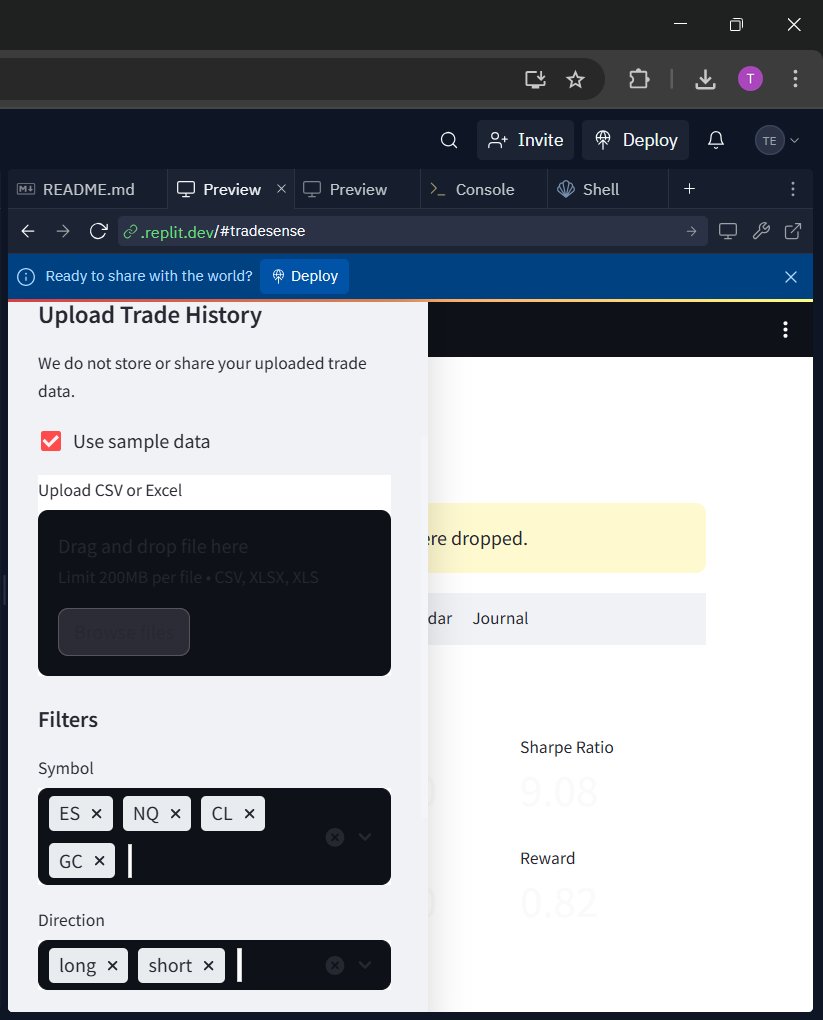 T
Invite
Deploy
TE
README.md
Preview
Preview
Console
Shell
.replit.dev/#tradesense
Ready to share with the world?
Deploy
Upload Trade History
We do not store or share your uploaded trade
data.
Use sample data
Upload CSV or Excel
Drag and drop file here
Limit 200MB per file • CSV, XLSX, XLS
Browse files
Filters
Symbol
ES
NQ
CL
GC
Direction
long
short
ere dropped.
dar
Journal
Sharpe Ratio
9.08
Reward
0.82